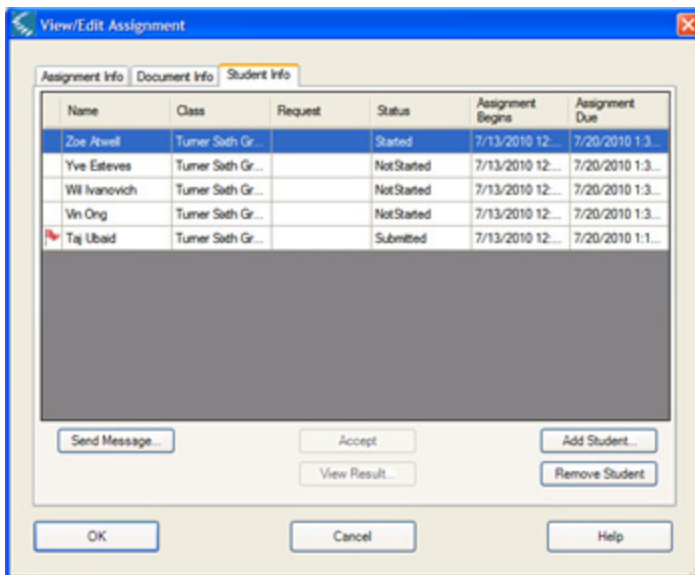 View/Edit Assignment
Assignment Info Document Info Student Info
Name Class Request Status Assignment Begins Assignment Due
Zoe Atwell Turner Sixth Gr... Started 7/13/2010 12:... 7/20/2010 1:3...
Yve Esteves Turner Sixth Gr... NotStarted 7/13/2010 12:... 7/20/2010 1:3...
Wil Ivanovich Turner Sixth Gr... NotStarted 7/13/2010 12:... 7/20/2010 1:3...
Vin Ong Turner Sixth Gr... NotStarted 7/13/2010 12:... 7/20/2010 1:3...
Taj Ubaid Turner Sixth Gr... Submitted 7/13/2010 12:... 7/20/2010 1:1...
Send Message... Accept Add Student...
View Result... Remove Student
OK Cancel Help